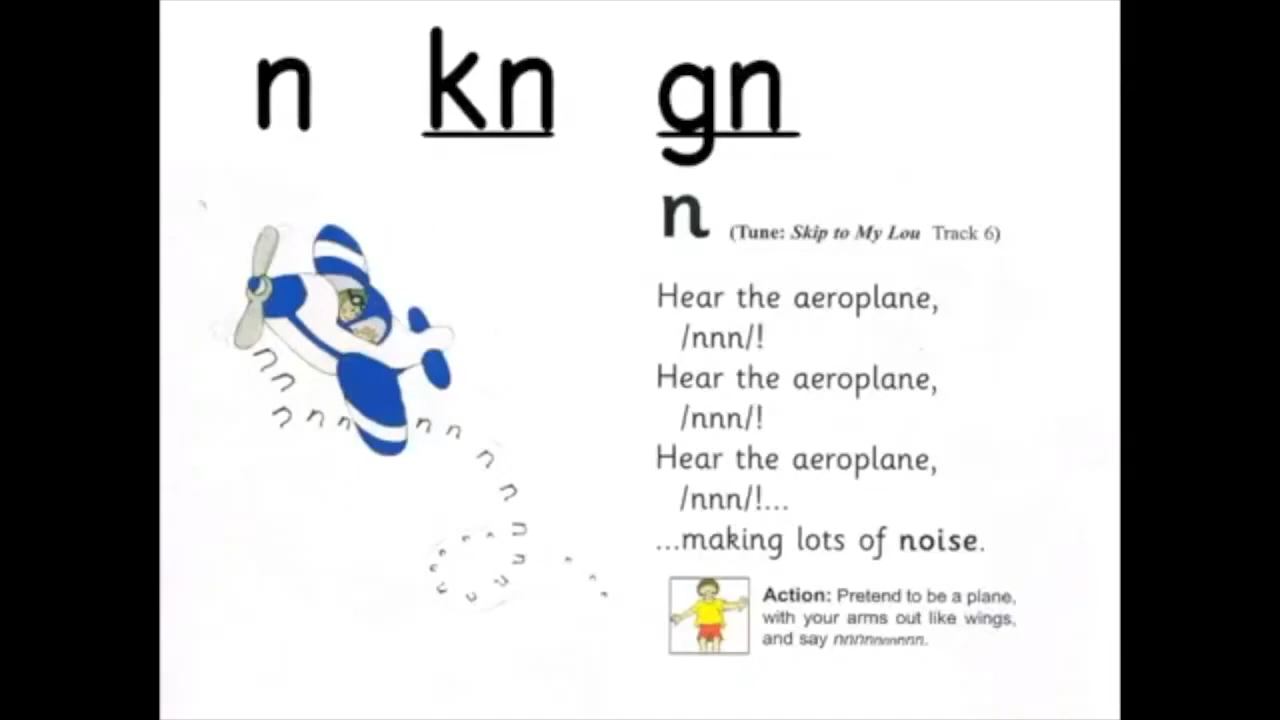 n kn gn
n (Tune: Skip to My Lou Track 6)
Hear the aeroplane,
/nnn/!
Hear the aeroplane,
/nnn/!
Hear the aeroplane,
/nnn/!...
...making lots of noise.
Action: Pretend to be a plane,
with your arms out like wings,
and say nnnnnnnnnn.
n
n
n n n n n
n
n
n
n